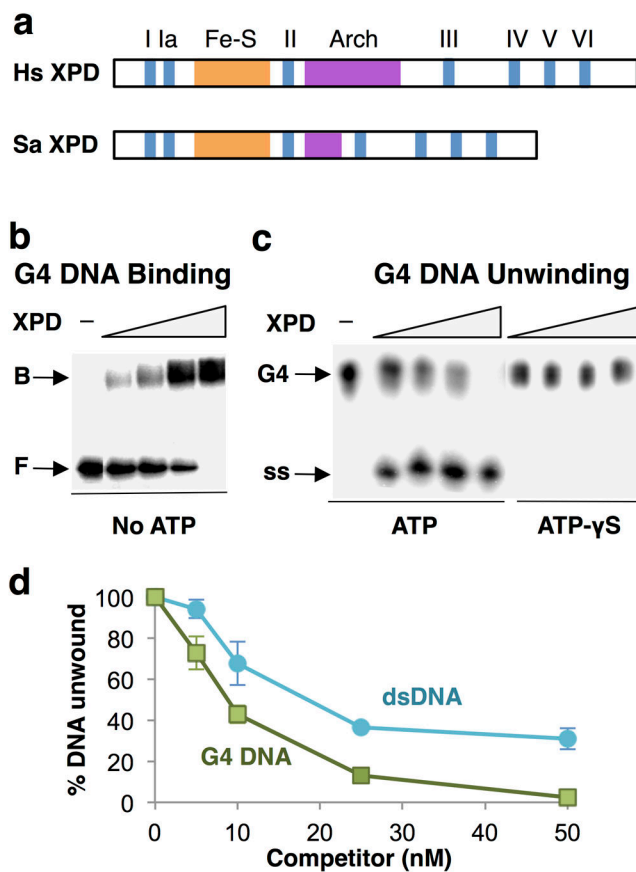 a
I Ia Fe-S II Arch III IV V VI
Hs XPD
Sa XPD
b
G4 DNA Binding
XPD –
B
F
No ATP
c
G4 DNA Unwinding
XPD –
G4
ss
ATP ATP-γS
d
% DNA unwound
100
80
60
40
20
0
dsDNA
G4 DNA
0 10 20 30 40 50
Competitor (nM)